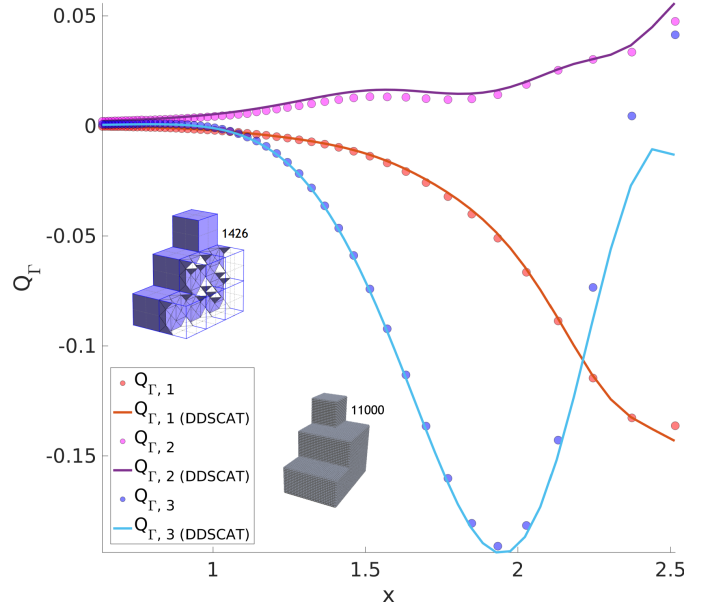 0.05
0
-0.05
-0.1
-0.15
Q_Γ
1426
11000
Q_Γ, 1
Q_Γ, 1 (DDSCAT)
Q_Γ, 2
Q_Γ, 2 (DDSCAT)
Q_Γ, 3
Q_Γ, 3 (DDSCAT)
1 1.5 2 2.5
x